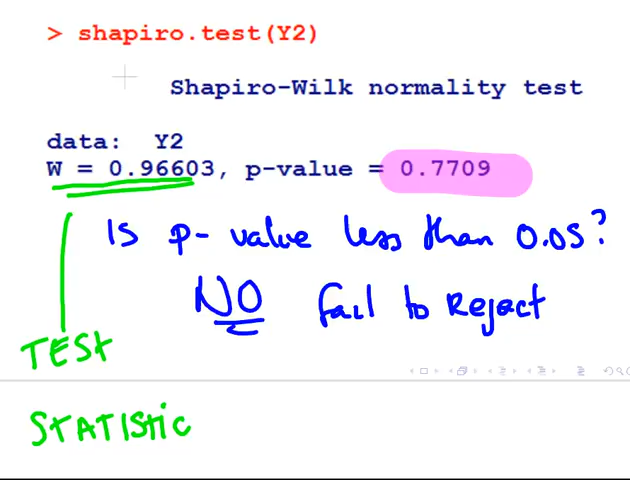 > shapiro.test(Y2)
Shapiro-Wilk normality test
data: Y2
W = 0.96603, p-value = 0.7709
Is p-value less than 0.05?
NO Fail to Reject
TEST
STATISTIC